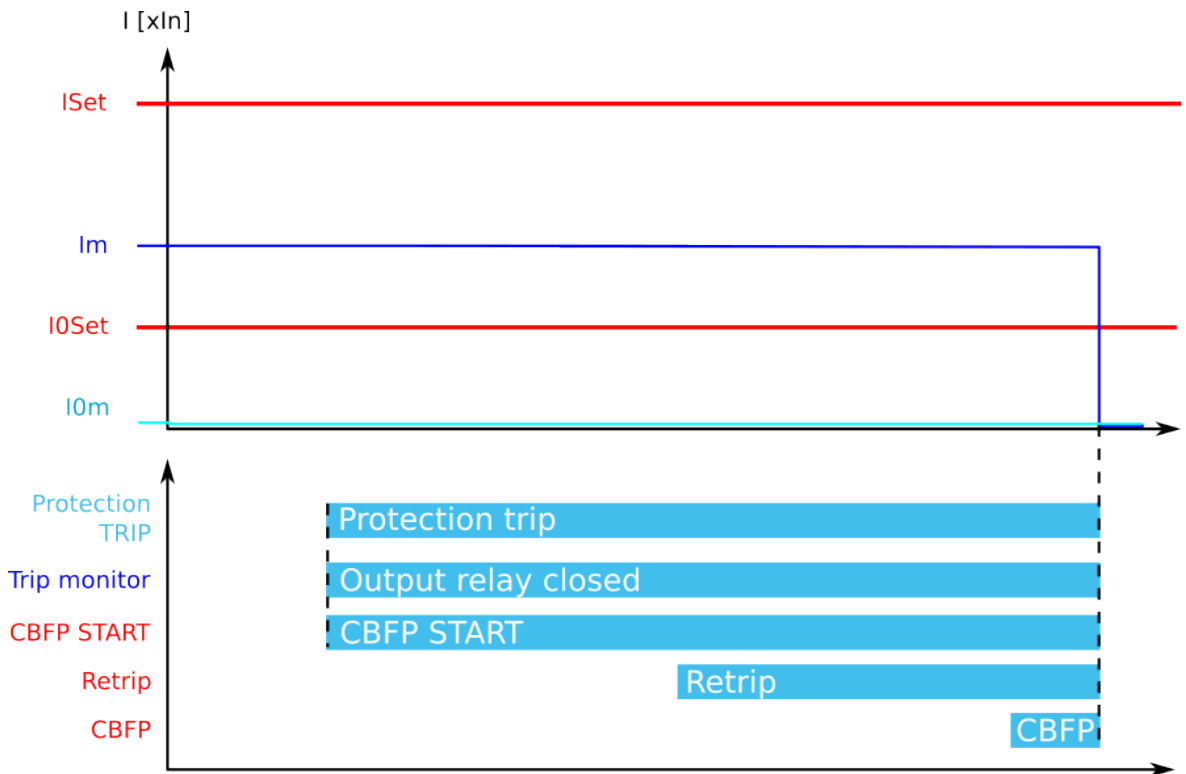 I [xIn]
ISet
Im
I0Set
I0m
Protection
TRIP
Protection trip
Trip monitor
Output relay closed
CBFP START
CBFP START
Retrip
Retrip
CBFP
CBFP